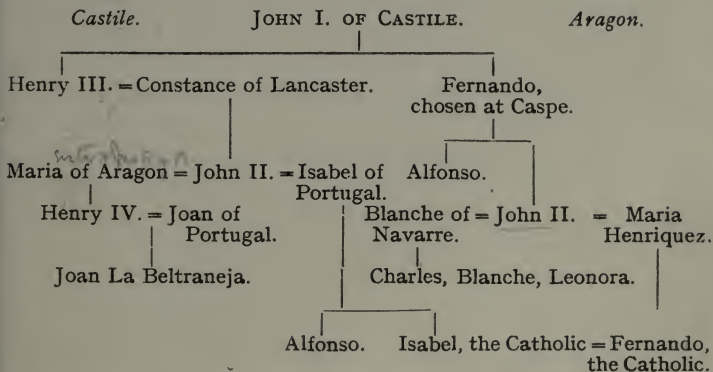 Castile. JOHN I. OF CASTILE. Aragon.
Henry III. = Constance of Lancaster. Fernando,
chosen at Caspe.
Maria of Aragon = John II. = Isabel of Portugal. Alfonso.
Henry IV. = Joan of Portugal. Blanche of Navarre. = John II. = Maria Henriquez.
Joan La Beltraneja. Charles, Blanche, Leonora.
Alfonso. Isabel, the Catholic = Fernando,
the Catholic.